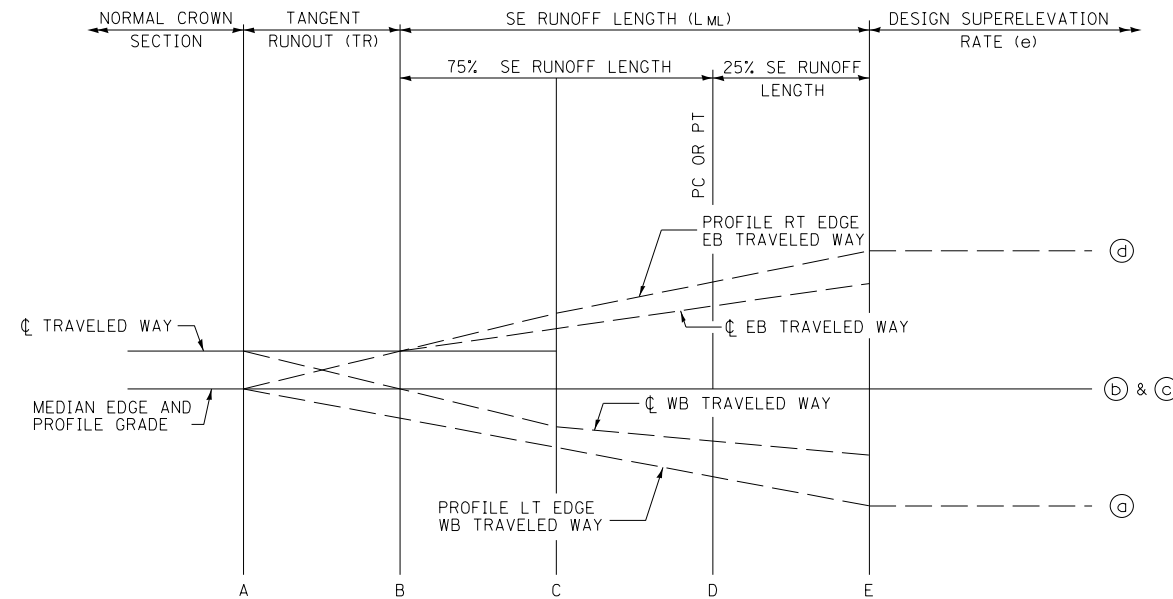 NORMAL CROWN
SECTION
TANGENT
RUNOUT (TR)
SE RUNOFF LENGTH (LML)
DESIGN SUPERELEVATION
RATE (e)
75% SE RUNOFF LENGTH
25% SE RUNOFF
LENGTH
PC OR PT
PROFILE RT EDGE
EB TRAVELED WAY
d
℄ TRAVELED WAY
℄ EB TRAVELED WAY
MEDIAN EDGE AND
PROFILE GRADE
b & c
℄ WB TRAVELED WAY
PROFILE LT EDGE
WB TRAVELED WAY
a
A
B
C
D
E